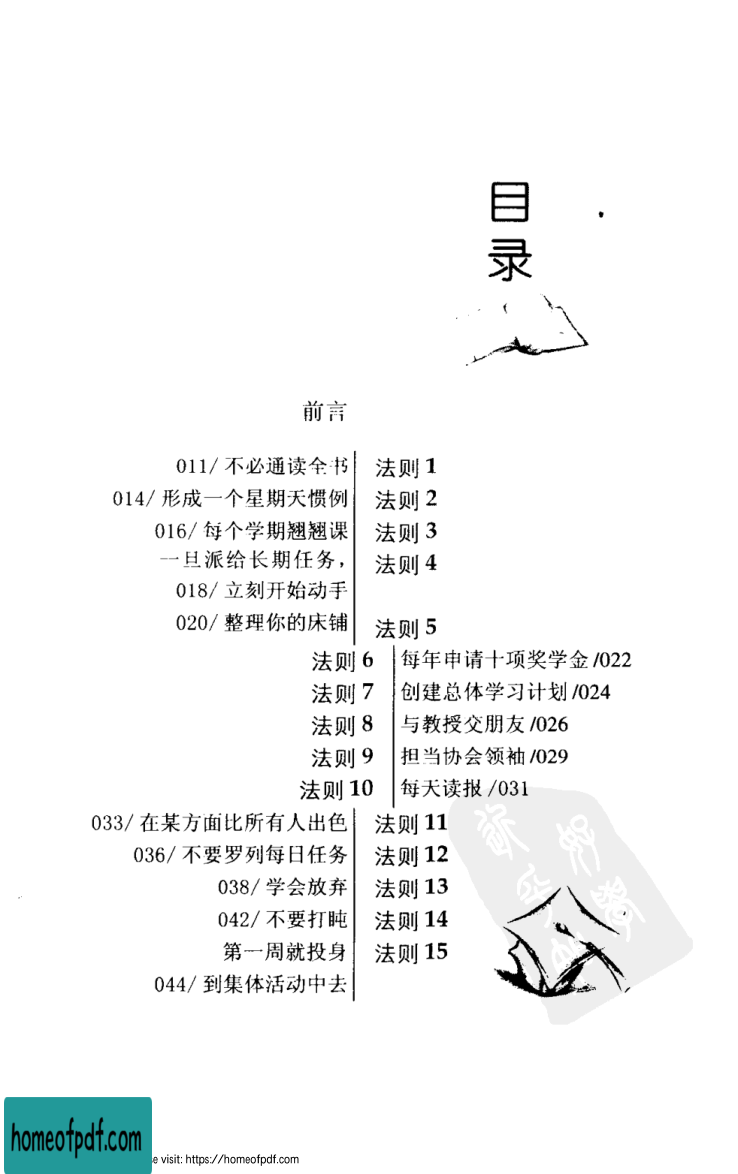 目
录
前言
011/ 不必通读全书 法则 1
014/ 形成一个星期天惯例 法则 2
016/ 每个学期翘翘课 法则 3
一旦派给长期任务， 法则 4
018/ 立刻开始动手
020/ 整理你的床铺 法则 5
法则 6 每年申请十项奖学金 /022
法则 7 创建总体学习计划 /024
法则 8 与教授交朋友 /026
法则 9 担当协会领袖 /029
法则 10 每天读报 /031
033/ 在某方面比所有人出色 法则 11
036/ 不要罗列每日任务 法则 12
038/ 学会放弃 法则 13
042/ 不要打盹 法则 14
第一周就投身 法则 15
044/ 到集体活动中去
homeofpdf.com
e visit: https://homeofpdf.com